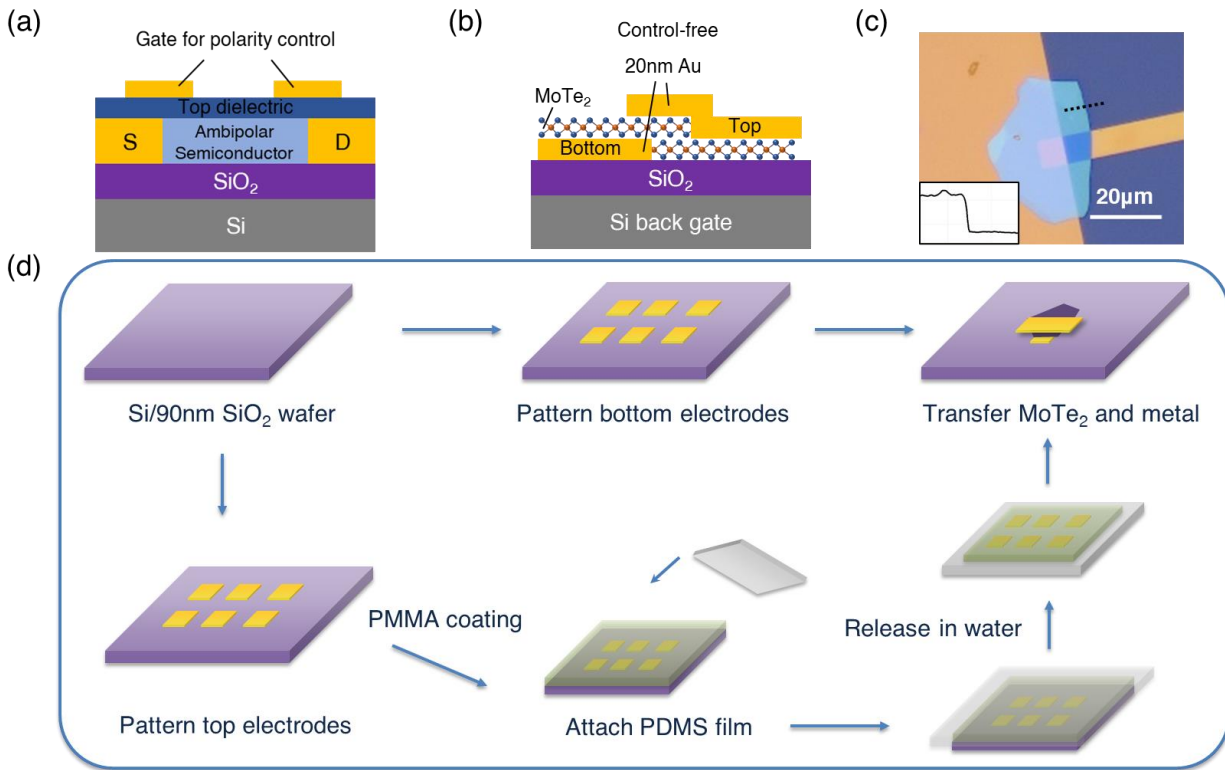 (a)
Gate for polarity control
Top dielectric
S
Ambipolar
Semiconductor
D
SiO₂
Si
(b)
Control-free
20nm Au
MoTe₂
Top
Bottom
SiO₂
Si back gate
(c)
20μm
(d)
Si/90nm SiO₂ wafer
Pattern bottom electrodes
Transfer MoTe₂ and metal
PMMA coating
Release in water
Pattern top electrodes
Attach PDMS film